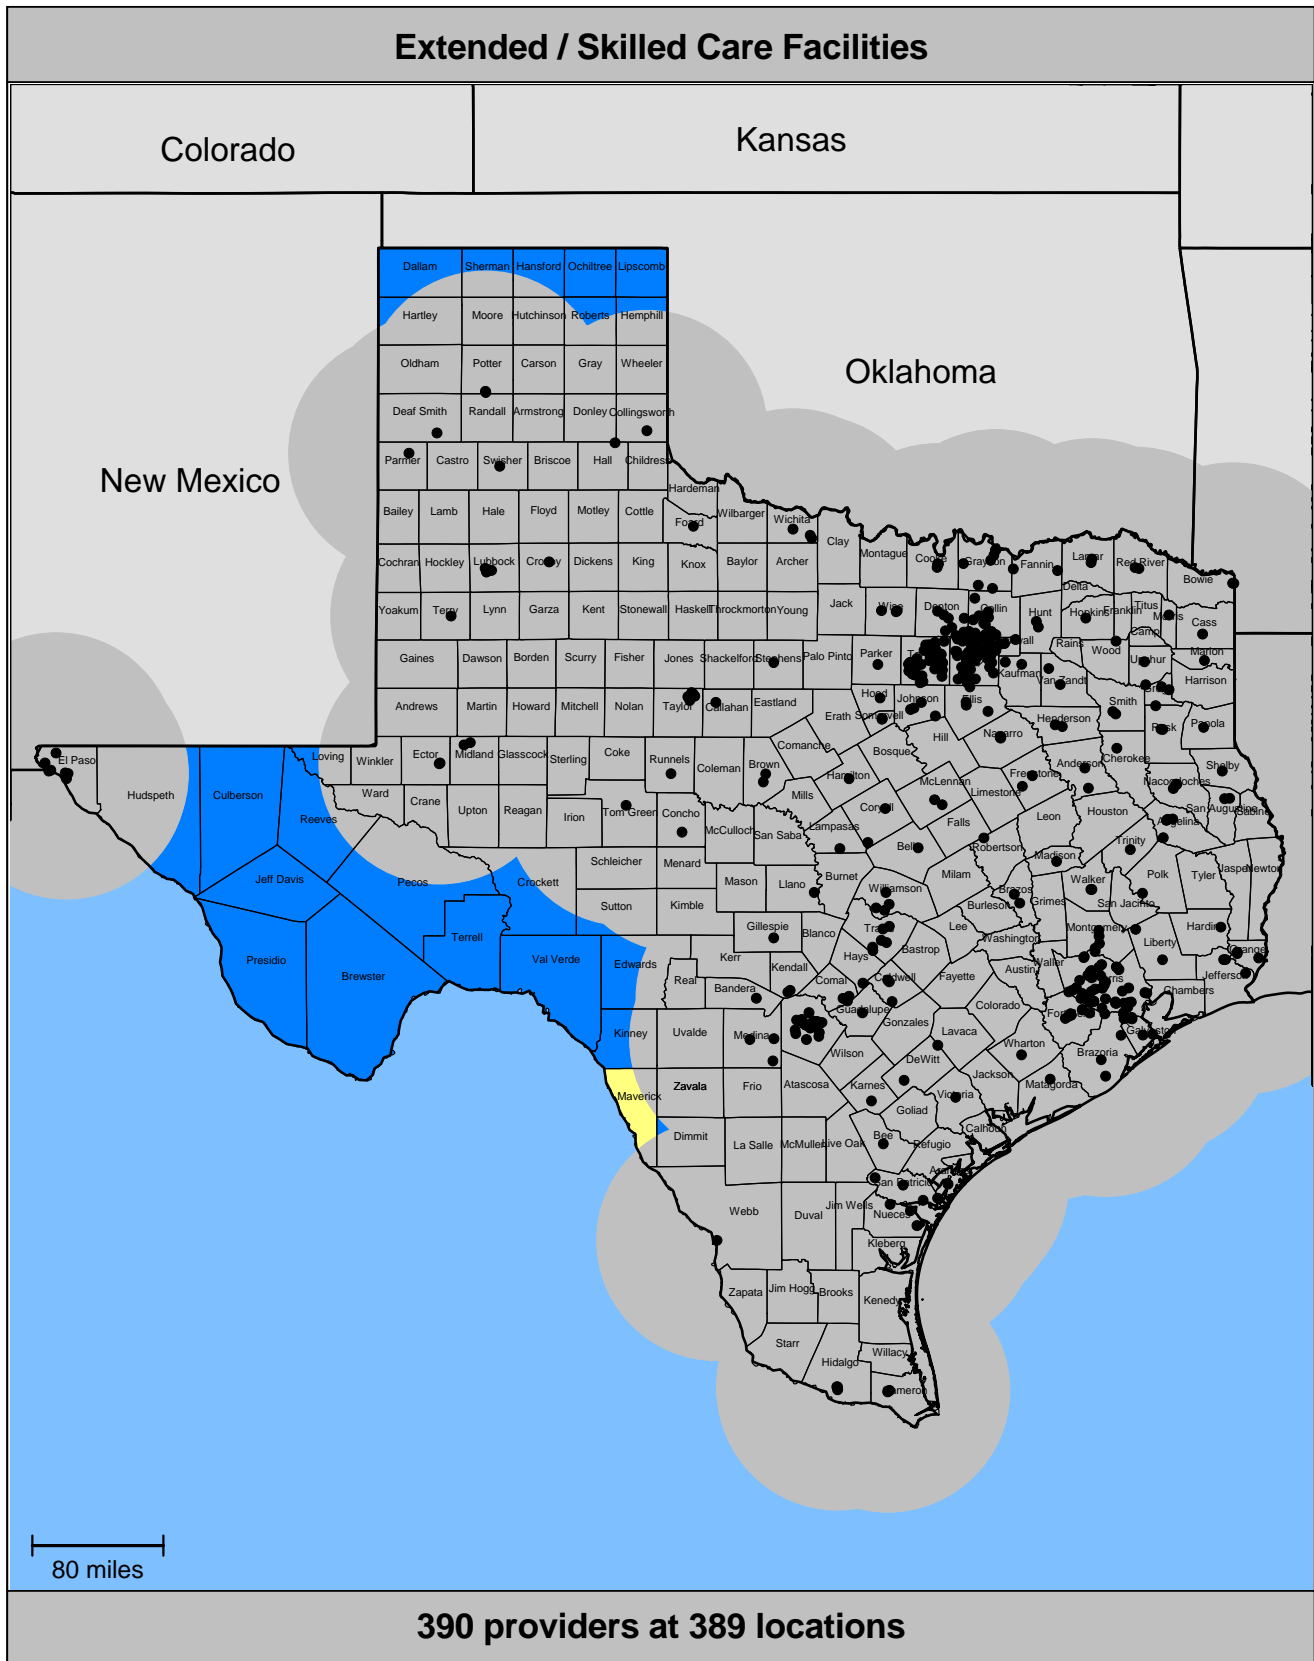 Extended / Skilled Care Facilities
Colorado
Kansas
Oklahoma
New Mexico
Dallam Sherman Hansford Ochiltree Lipscomb
Hartley Moore Hutchinson Roberts Hemphill
Oldham Potter Carson Gray Wheeler
Deaf Smith Randall Armstrong Donley Collingsworth
Parmer Castro Swisher Briscoe Hall Childress
Hardeman
Bailey Lamb Hale Floyd Motley Cottle Foard Wilbarger Wichita
Clay Montague Cooke Grayson Fannin Lamar Red River Bowie
Cochran Hockley Lubbock Crosby Dickens King Knox Baylor Archer
Yoakum Terry Lynn Garza Kent Stonewall Haskell Throckmorton Young Jack Wise Denton Collin Hunt Delta Hopkins Franklin Titus Morris Cass
Camp
Gaines Dawson Borden Scurry Fisher Jones Shackelford Stephens Palo Pinto Parker Kaufman Rains Wood Upshur Marion
Van Zandt Harrison
Andrews Martin Howard Mitchell Nolan Taylor Callahan Eastland Hood Johnson Ellis Smith Gregg
Erath Somervell Henderson Rusk Panola
El Paso Hudspeth Culberson Loving Winkler Ector Midland Glasscock Sterling Coke Runnels Coleman Brown Comanche Bosque Hill Navarro
Hamilton McLennan Freestone Anderson Cherokee Nacogdoches Shelby
Reeves Ward Crane Upton Reagan Irion Tom Green Concho McCulloch San Saba Mills Coryell Limestone
Lampasas Falls Leon Houston Angelina San Augustine Sabine
Jeff Davis Pecos Crockett Schleicher Menard Mason Llano Burnet Bell Robertson Madison Trinity
Milam Walker Polk Tyler Jasper Newton
Sutton Kimble Williamson Burleson Brazos Grimes San Jacinto
Presidio Brewster Terrell Val Verde Edwards Kerr Gillespie Blanco Travis Lee Washington Montgomery Liberty Hardin Orange
Real Bandera Kendall Hays Bastrop Waller Jefferson
Comal Caldwell Fayette Austin Chambers
Kinney Uvalde Medina Guadalupe Gonzales Colorado Galveston
Wilson Lavaca Wharton Brazoria
DeWitt
Maverick Zavala Frio Atascosa Karnes Jackson Matagorda
Victoria
Goliad Calhoun
Dimmit La Salle McMullen Live Oak Bee Refugio
San Patricio
Webb Duval Jim Wells Nueces
Kleberg
Zapata Jim Hogg Brooks Kenedy
Starr Hidalgo Willacy
Cameron
80 miles
390 providers at 389 locations